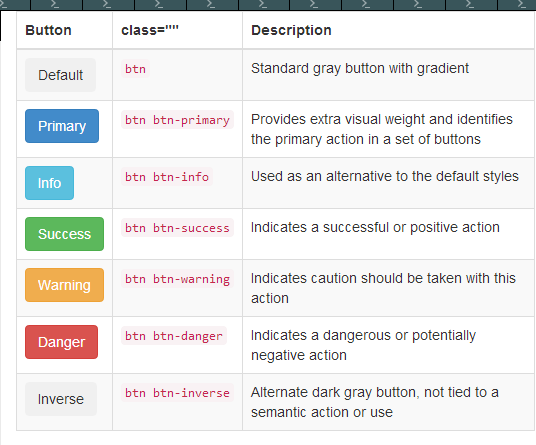 Button class="" Description
Default btn Standard gray button with gradient
Primary btn btn-primary Provides extra visual weight and identifies
the primary action in a set of buttons
Info btn btn-info Used as an alternative to the default styles
Success btn btn-success Indicates a successful or positive action
Warning btn btn-warning Indicates caution should be taken with this
action
Danger btn btn-danger Indicates a dangerous or potentially
negative action
Inverse btn btn-inverse Alternate dark gray button, not tied to a
semantic action or use